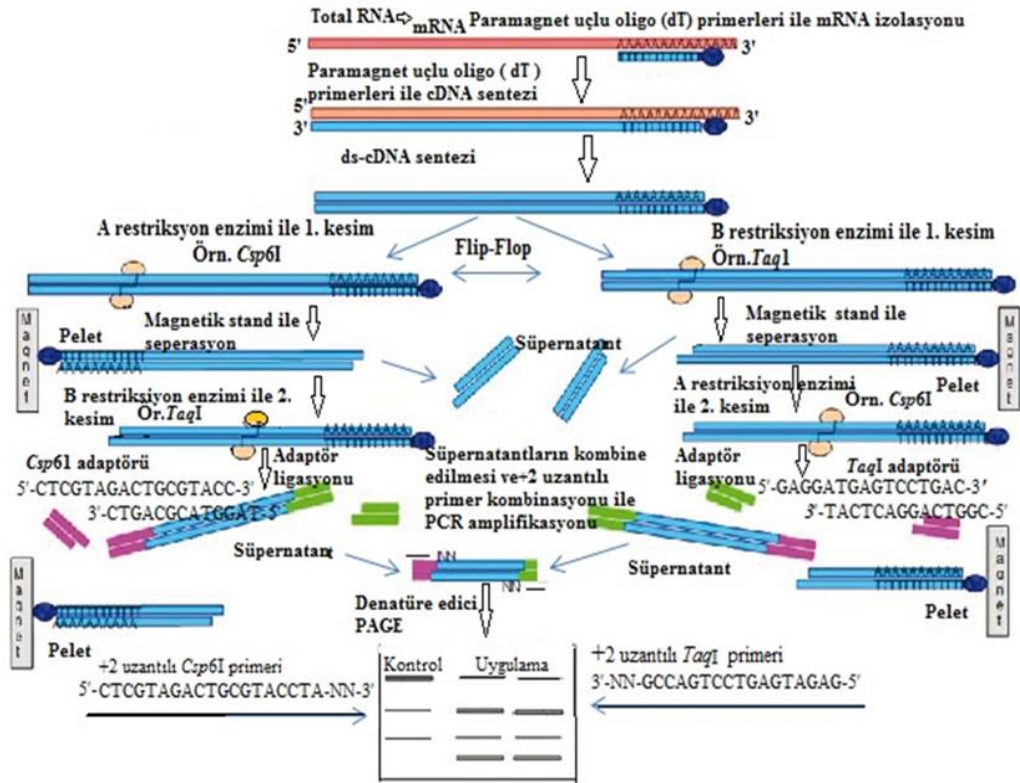 Total RNA⇨mRNA Paramagnet uçlu oligo (dT) primerleri ile mRNA izolasyonu
5'
AAAAAAAAAA
3'
Paramagnet uçlu oligo ( dT )
primerleri ile cDNA sentezi
5'
3'
3'
ds-cDNA sentezi
AAAAAAAAAA
A restriksiyon enzimi ile 1. kesim
Örn. Csp6I
Flip-Flop
B restriksiyon enzimi ile 1. kesim
Örn.Taq1
Magnet
Pelet
Magnetik stand ile
seperasyon
Süpernatant
Magnetik stand ile
seperasyon
Pelet
Magnet
B restriksiyon enzimi ile 2.
kesim
Ör.TaqI
A restriksiyon enzimi
ile 2. kesim
Örn. Csp6I
Csp61 adaptörü
5'-CTCGTAGACTGCGTACC-3'
3'-CTGACGCATGGAT-5'
Adaptör
ligasyonu
Süpernatantların kombine
edilmesi ve+2 uzantılı
primer kombinasyonu ile
PCR amplifikasyonu
Adaptör
ligasyonu
TaqI adaptörü
5'-GAGGATGAGTCCTGAC-3'
3'-TACTCAGGACTGGC-5'
Süpernatant
NN
NN
Süpernatant
Magnet
Pelet
Denatüre edici
PAGE
Pelet
Magnet
+2 uzantılı Csp6I primeri
5'-CTCGTAGACTGCGTACCTA-NN-3'
Kontrol
Uygulama
+2 uzantılı TaqI primeri
3'-NN-GCCAGTCCTGAGTAGAG-5'